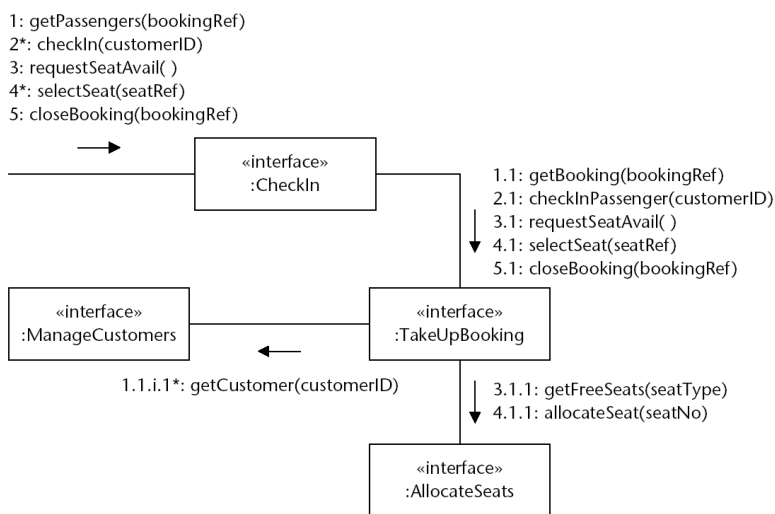 1: getPassengers(bookingRef)
2*: checkIn(customerID)
3: requestSeatAvail( )
4*: selectSeat(seatRef)
5: closeBooking(bookingRef)
«interface»
:CheckIn
1.1: getBooking(bookingRef)
2.1: checkInPassenger(customerID)
3.1: requestSeatAvail( )
4.1: selectSeat(seatRef)
5.1: closeBooking(bookingRef)
«interface»
:ManageCustomers
«interface»
:TakeUpBooking
1.1.i.1*: getCustomer(customerID)
3.1.1: getFreeSeats(seatType)
4.1.1: allocateSeat(seatNo)
«interface»
:AllocateSeats